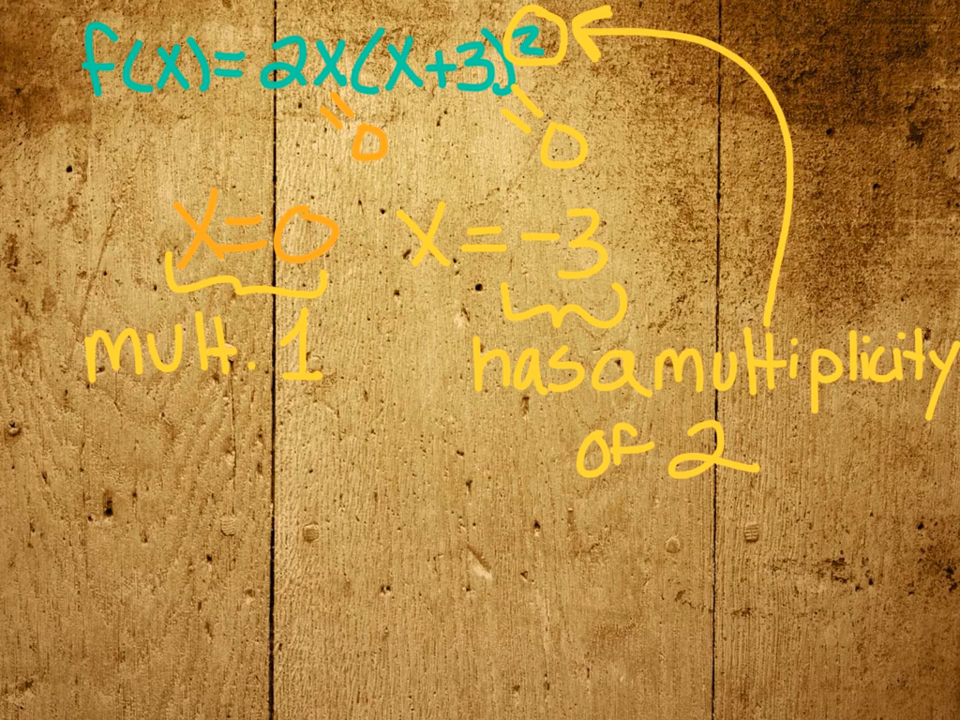 f(x)=2x(x+3)²
=0 =0
x=0 x=-3
mult. 1 has a multiplicity
of 2